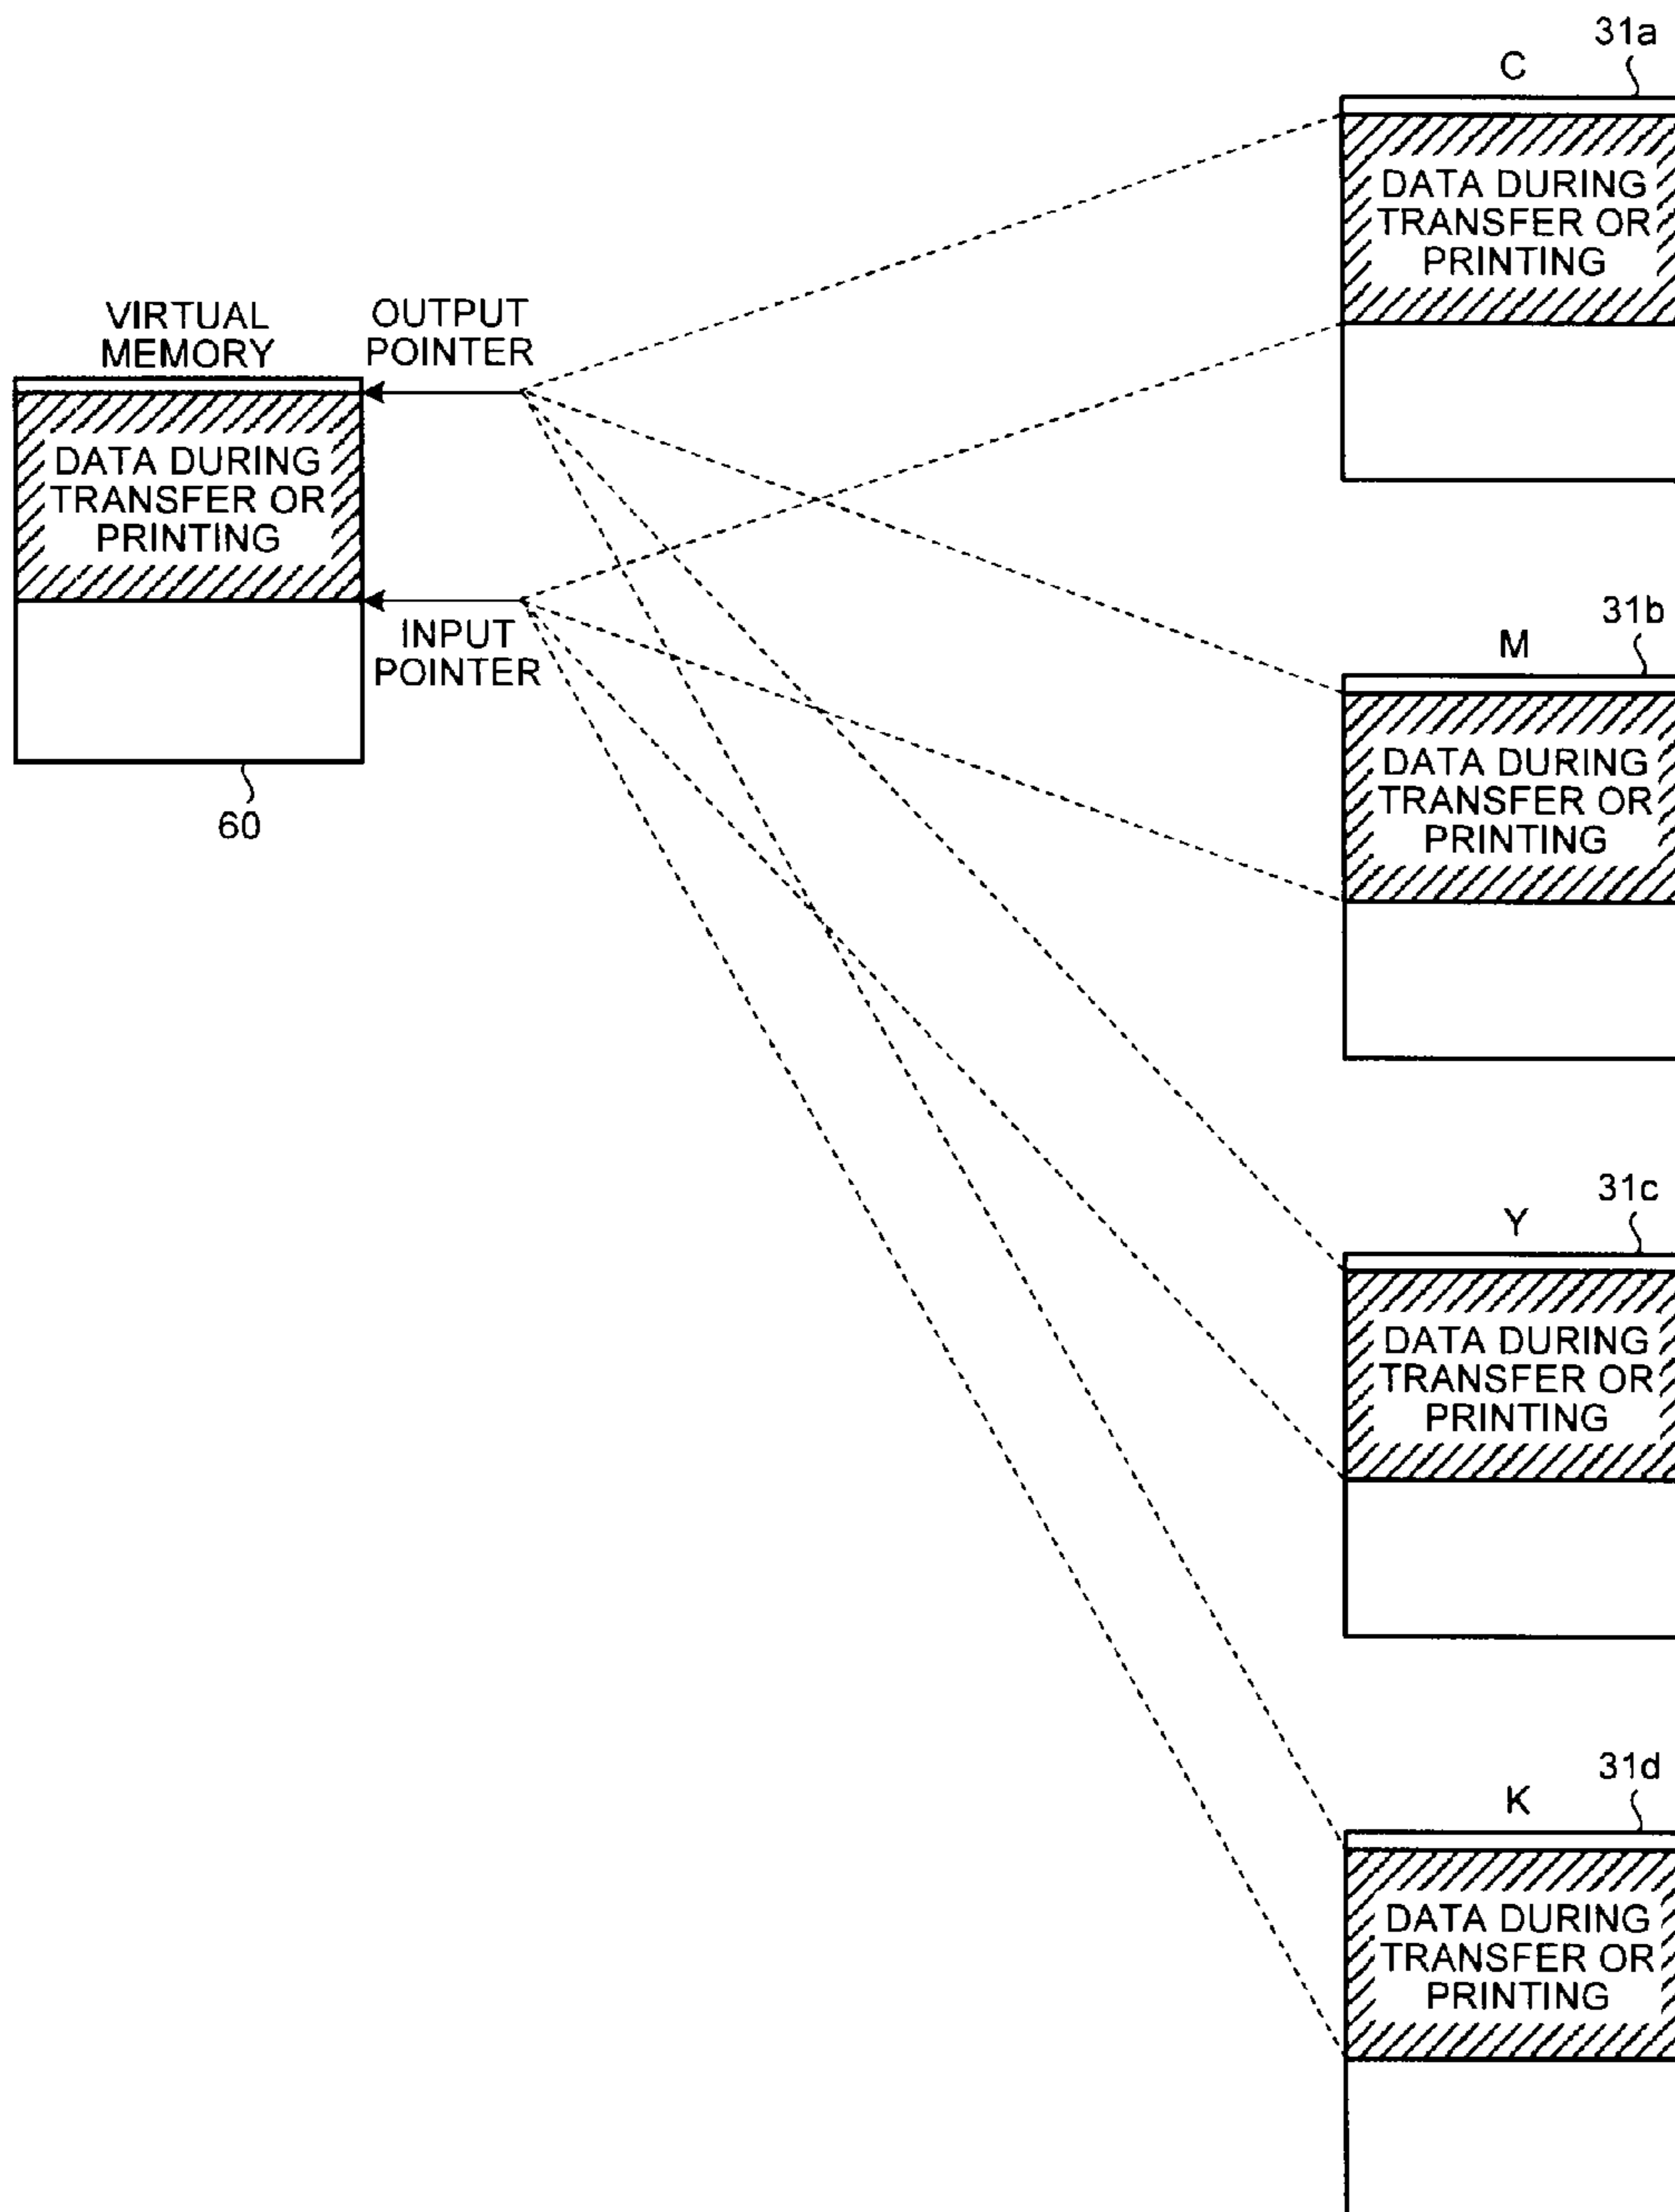 31a
C
DATA DURING
TRANSFER OR
PRINTING
VIRTUAL
MEMORY
OUTPUT
POINTER
DATA DURING
TRANSFER OR
PRINTING
INPUT
POINTER
60
31b
M
DATA DURING
TRANSFER OR
PRINTING
31c
Y
DATA DURING
TRANSFER OR
PRINTING
31d
K
DATA DURING
TRANSFER OR
PRINTING